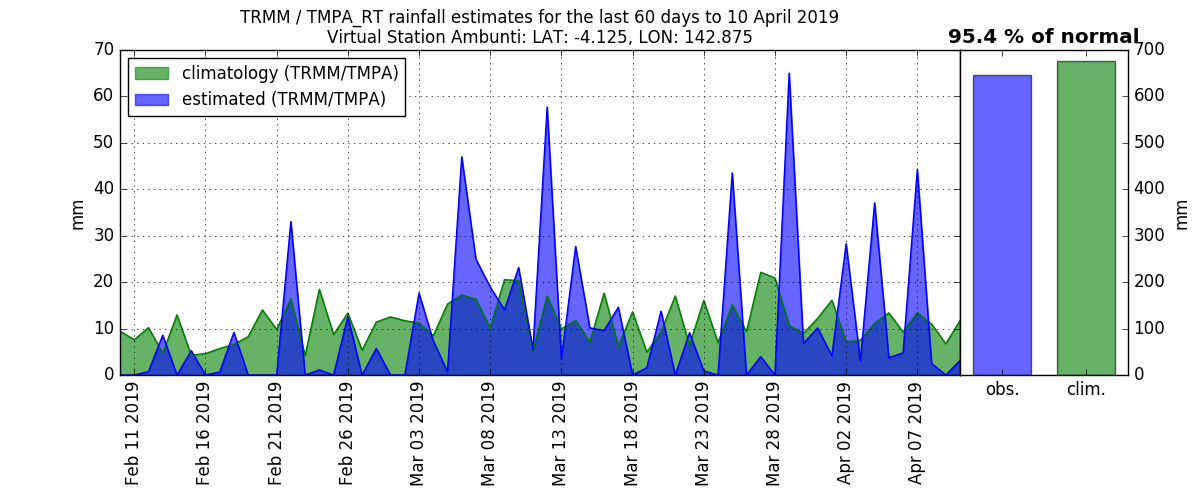 TRMM / TMPA_RT rainfall estimates for the last 60 days to 10 April 2019
Virtual Station Ambunti: LAT: -4.125, LON: 142.875
95.4 % of normal
climatology (TRMM/TMPA)
estimated (TRMM/TMPA)
70
60
50
40
30
20
10
0
mm
700
600
500
400
300
200
100
0
mm
Feb 11 2019
Feb 16 2019
Feb 21 2019
Feb 26 2019
Mar 03 2019
Mar 08 2019
Mar 13 2019
Mar 18 2019
Mar 23 2019
Mar 28 2019
Apr 02 2019
Apr 07 2019
obs.
clim.